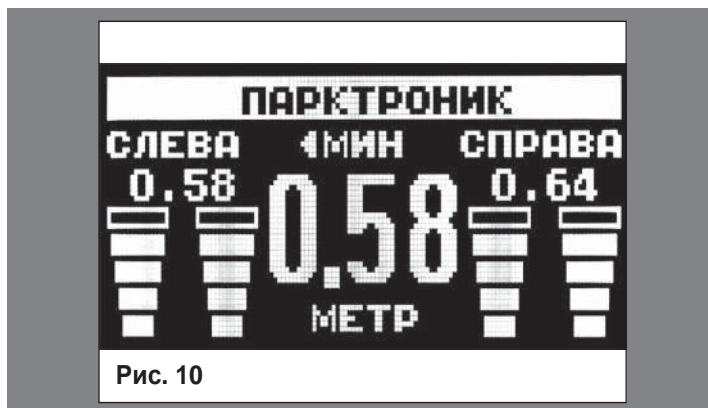 ПАРКТРОНИК
СЛЕВА МИН СПРАВА
0.58 0.58 0.64
МЕТР
Рис. 10